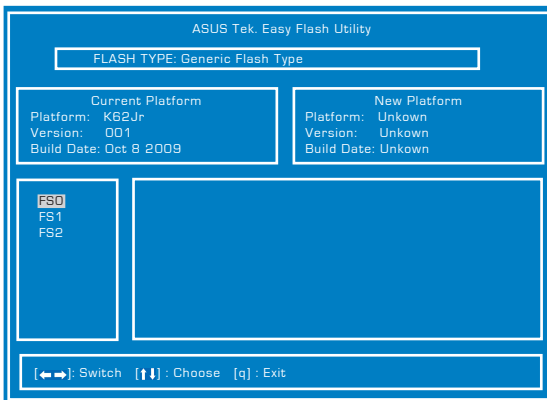 ASUS Tek. Easy Flash Utility
FLASH TYPE: Generic Flash Type
Current Platform
Platform: K62Jr
Version: 001
Build Date: Oct 8 2009
New Platform
Platform: Unkown
Version: Unkown
Build Date: Unkown
FS0
FS1
FS2
[←→]: Switch [↑↓] : Choose [q] : Exit